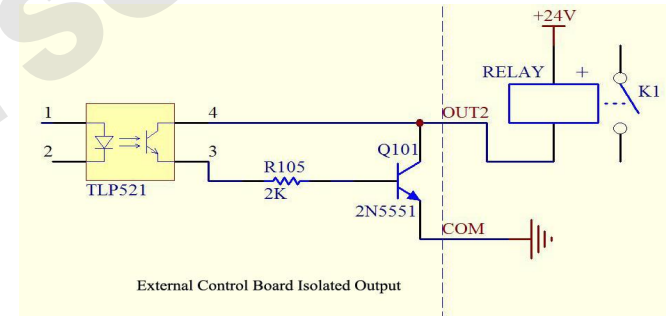 +24V
RELAY +
K1
1 4 OUT2
2 3 Q101
R105
TLP521 2K
2N5551
COM
External Control Board Isolated Output